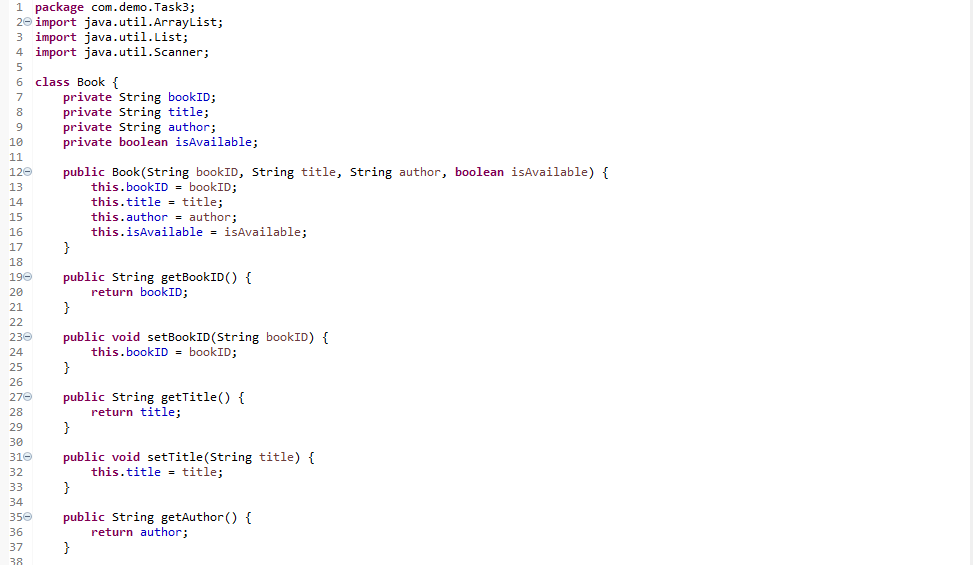 1 package com.demo.Task3;
2 import java.util.ArrayList;
3 import java.util.List;
4 import java.util.Scanner;
5
6 class Book {
7     private String bookID;
8     private String title;
9     private String author;
10     private boolean isAvailable;
11
12     public Book(String bookID, String title, String author, boolean isAvailable) {
13         this.bookID = bookID;
14         this.title = title;
15         this.author = author;
16         this.isAvailable = isAvailable;
17     }
18
19     public String getBookID() {
20         return bookID;
21     }
22
23     public void setBookID(String bookID) {
24         this.bookID = bookID;
25     }
26
27     public String getTitle() {
28         return title;
29     }
30
31     public void setTitle(String title) {
32         this.title = title;
33     }
34
35     public String getAuthor() {
36         return author;
37     }
38